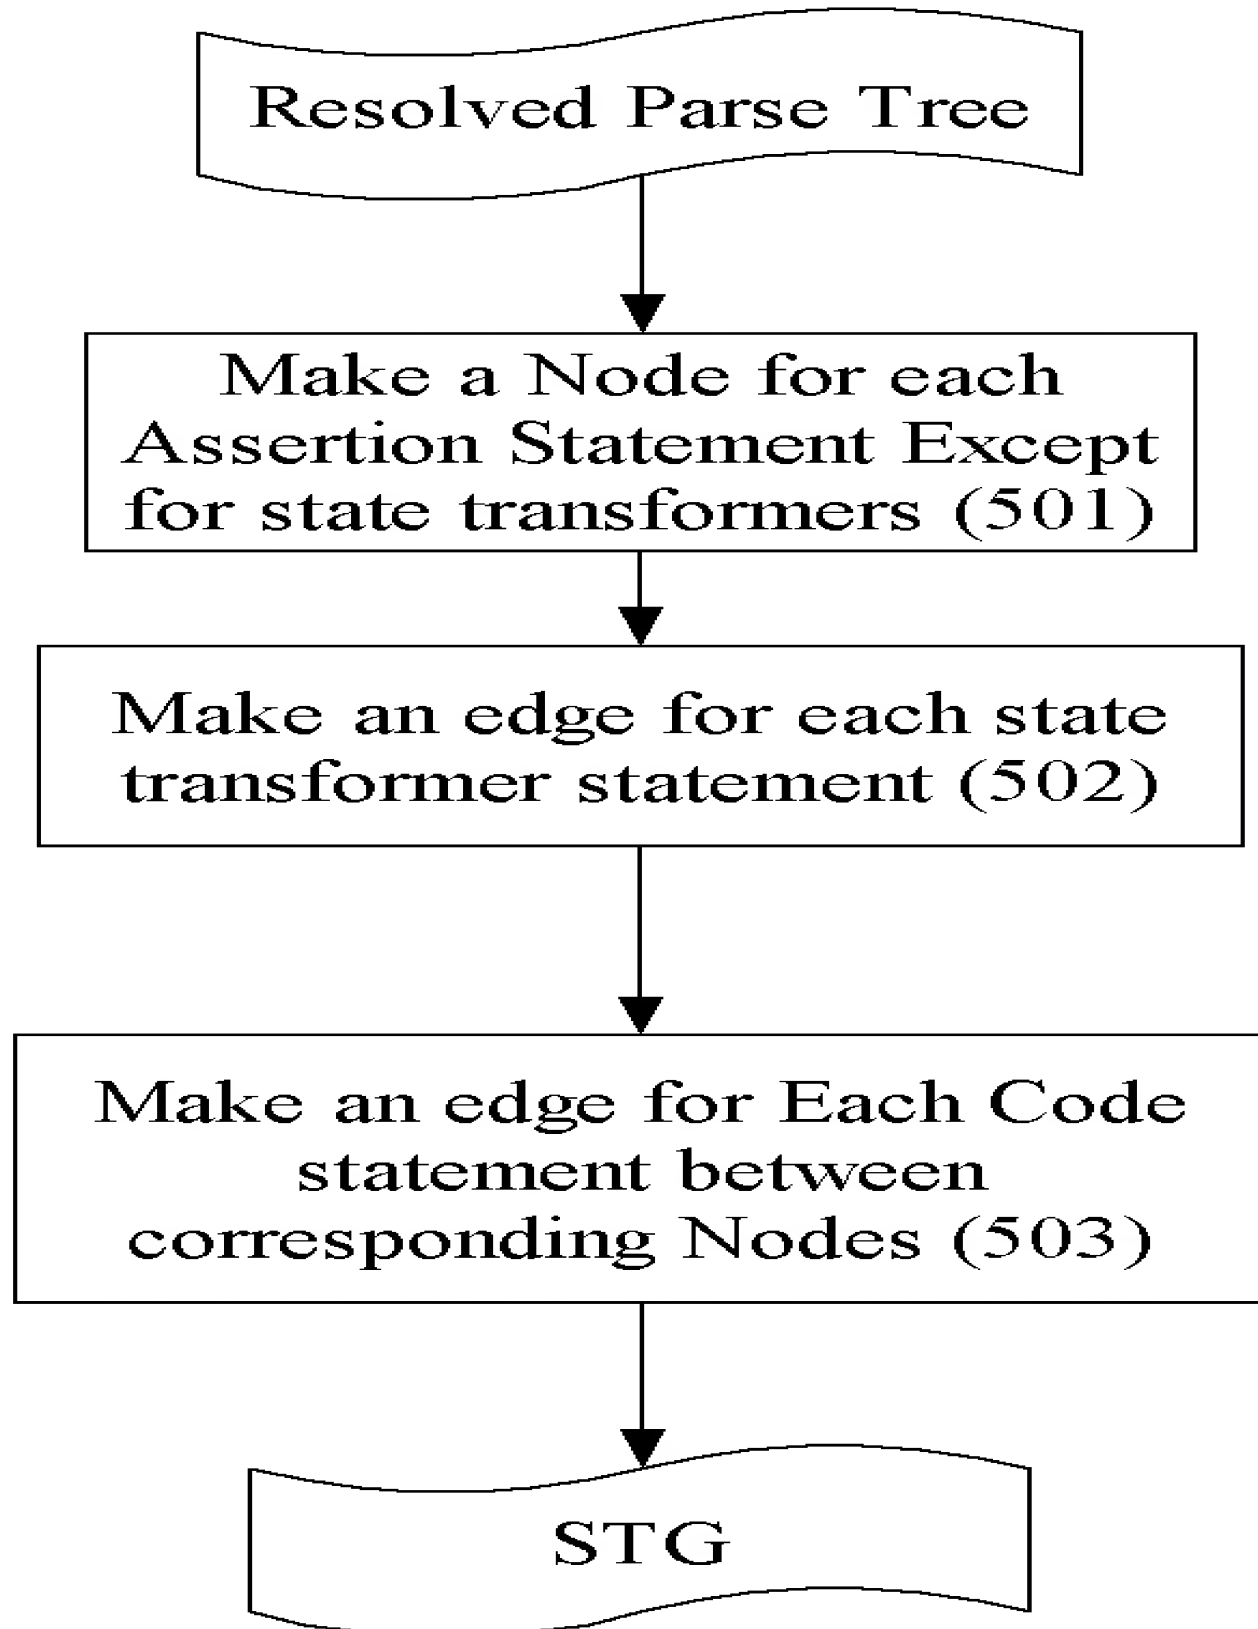 Resolved Parse Tree
Make a Node for each
Assertion Statement Except
for state transformers (501)
Make an edge for each state
transformer statement (502)
Make an edge for Each Code
statement between
corresponding Nodes (503)
STG